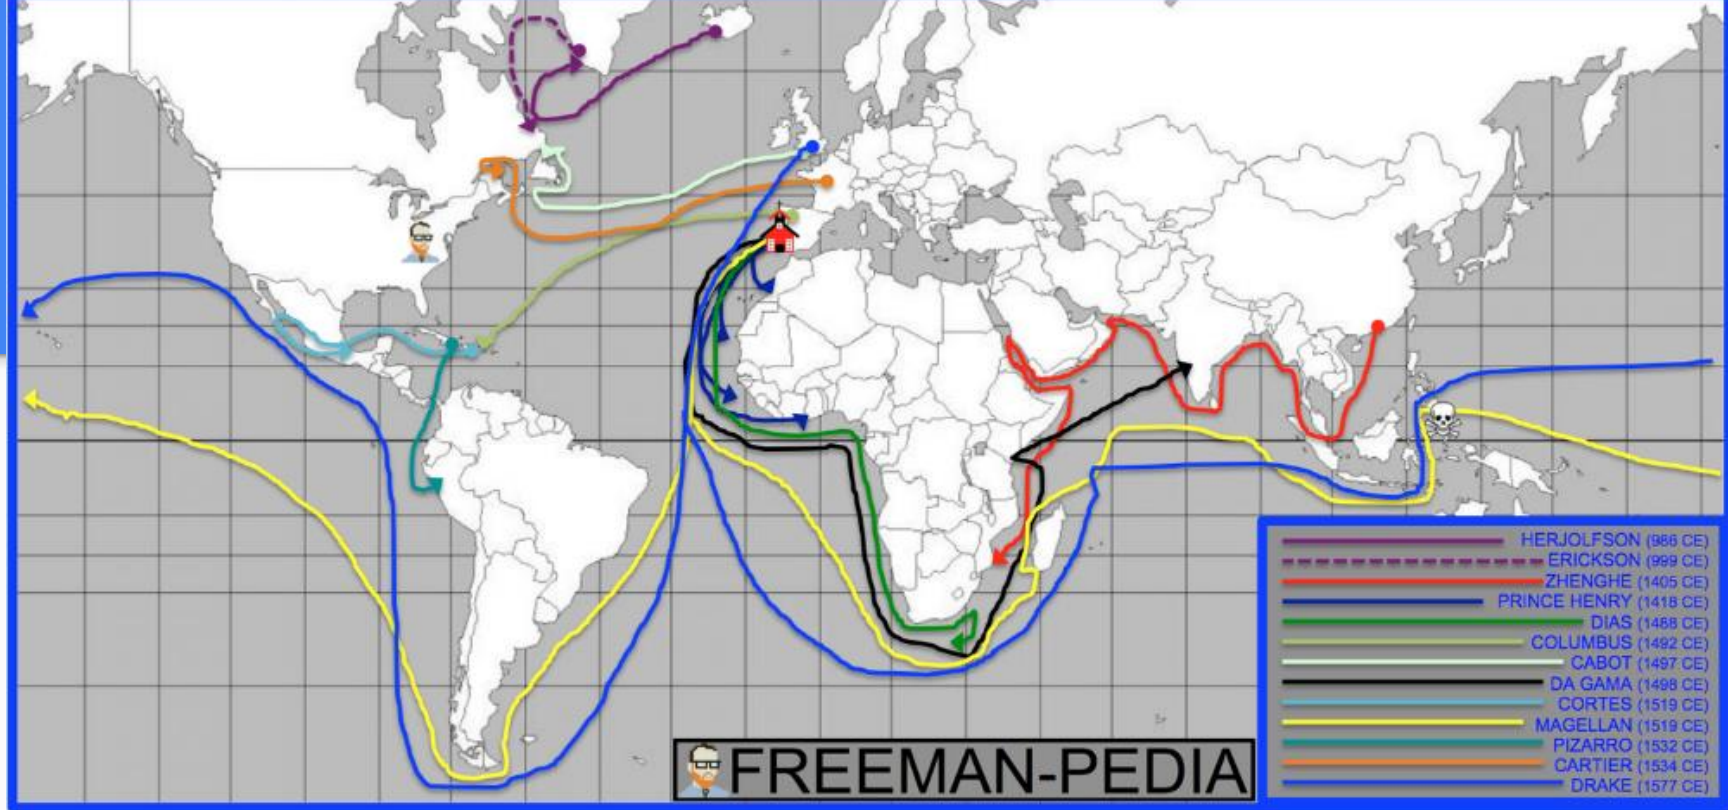 HERJOLFSON (986 CE)
ERICKSON (999 CE)
ZHENGHE (1405 CE)
PRINCE HENRY (1418 CE)
DIAS (1488 CE)
COLUMBUS (1492 CE)
CABOT (1497 CE)
DA GAMA (1498 CE)
CORTES (1519 CE)
MAGELLAN (1519 CE)
PIZARRO (1532 CE)
CARTIER (1534 CE)
DRAKE (1577 CE)
FREEMAN-PEDIA